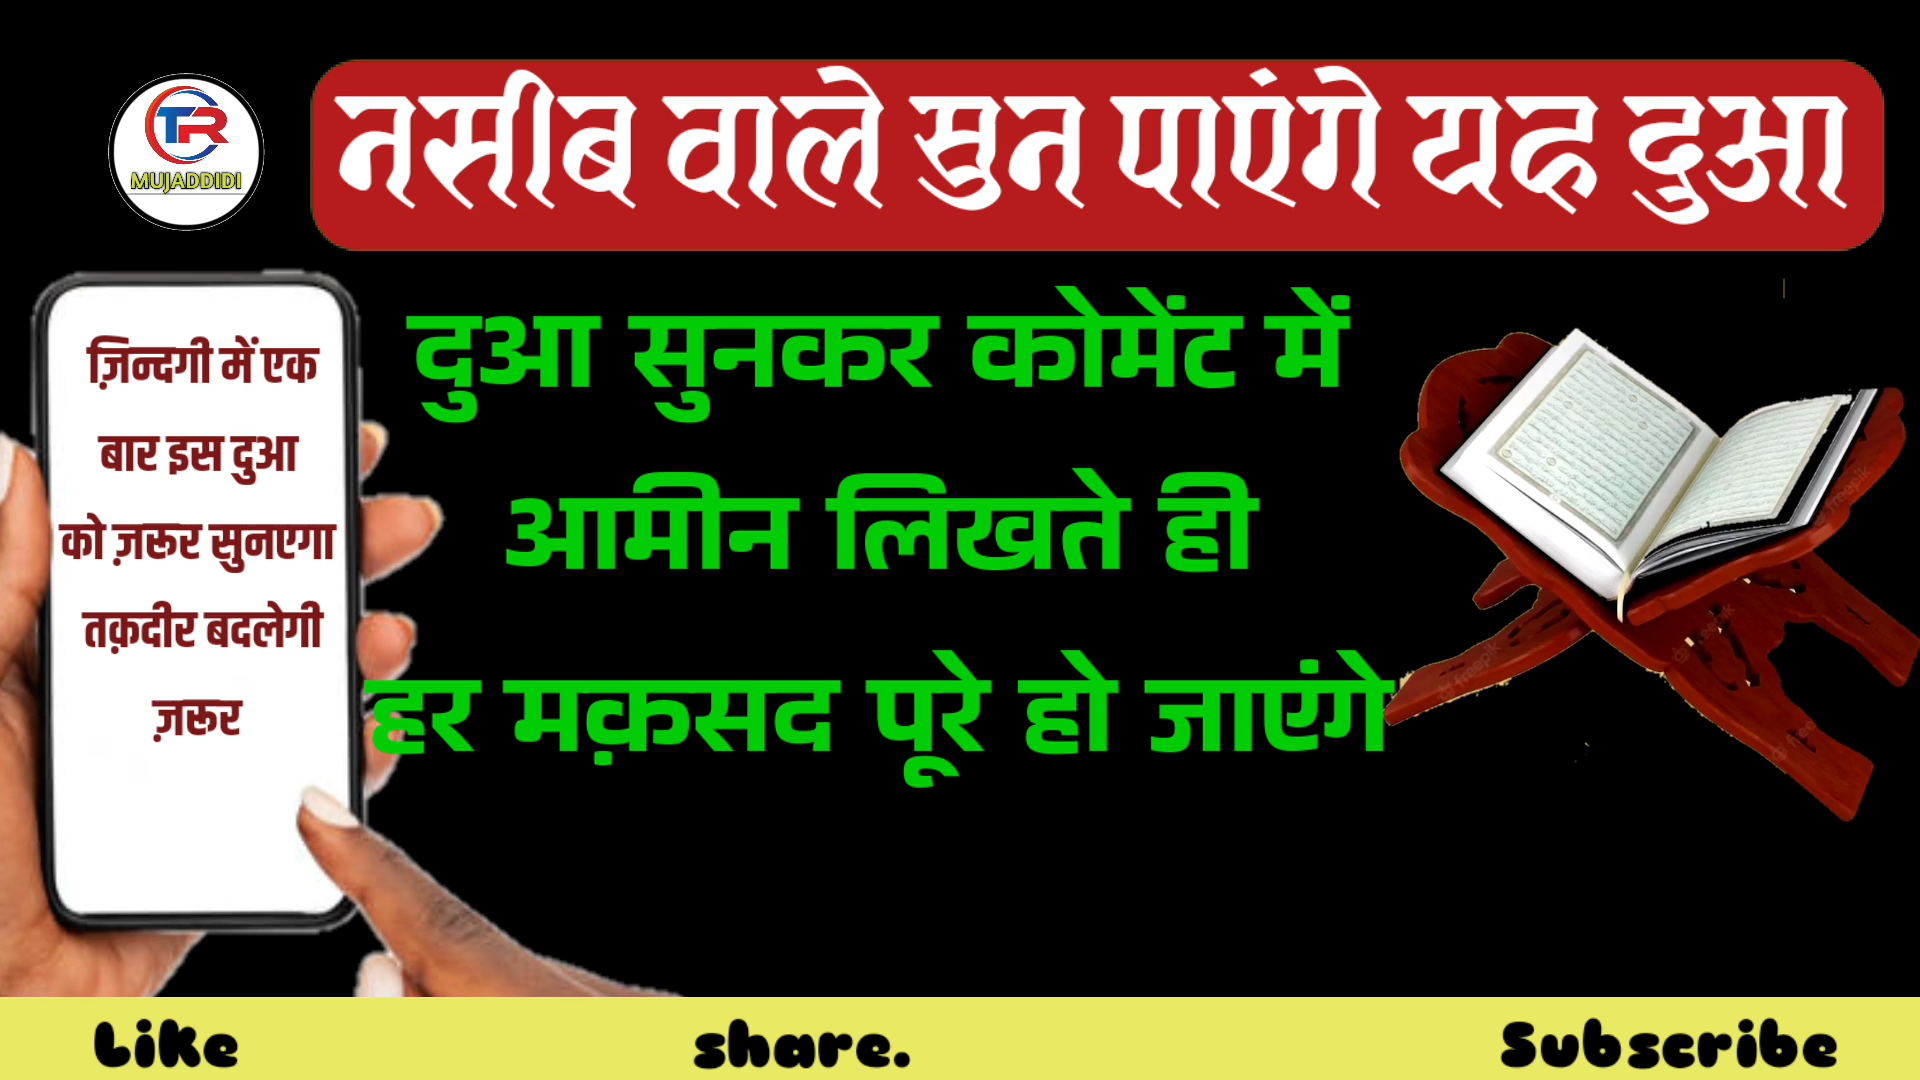 TR
MUJADDIDI
नसीब वाले सुन पाएंगे यह दुआ
ज़िन्दगी में एक
बार इस दुआ
को ज़रूर सुनएगा
तक़दीर बदलेगी
ज़रूर
दुआ सुनकर कोमेंट में
आमीन लिखते ही
हर मक़सद पूरे हो जाएंगे
Like share. Subscribe